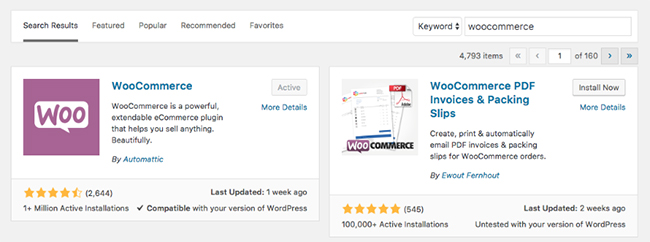 Search Results Featured Popular Recommended Favorites Keyword woocommerce
4,793 items « ‹ 1 of 160 › »
WOO
WooCommerce Active
WooCommerce is a powerful, More Details
extendable eCommerce plugin
that helps you sell anything.
Beautifully.
By Automattic
(2,644) Last Updated: 1 week ago
1+ Million Active Installations ✔ Compatible with your version of WordPress
PDF
WOOCOMMERCE
WooCommerce PDF Install Now
Invoices & Packing More Details
Slips
Create, print & automatically
email PDF invoices & packing
slips for WooCommerce orders.
By Ewout Fernhout
(545) Last Updated: 2 weeks ago
100,000+ Active Installations Untested with your version of WordPress